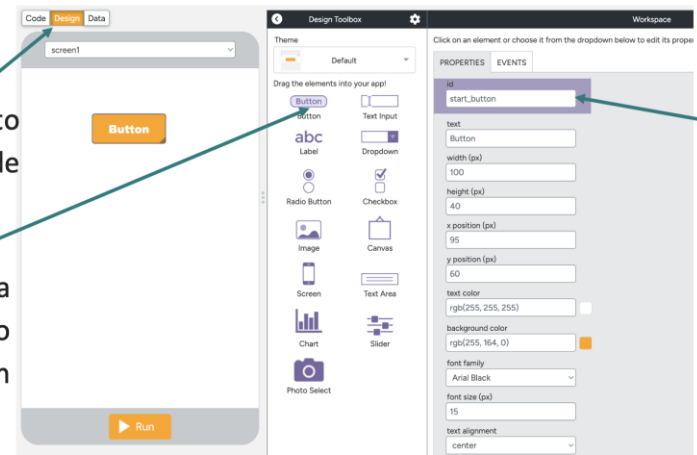 Code Design Data
screen1
to
de
a
o
n
Button
Run
Design Toolbox
Theme
Default
Drag the elements into your app!
Button
Button
Text Input
abc
Label
Dropdown
Radio Button
Checkbox
Image
Canvas
Screen
Text Area
Chart
Slider
Photo Select
Workspace
Click on an element or choose it from the dropdown below to edit its prope
PROPERTIES EVENTS
id
start_button
text
Button
width (px)
100
height (px)
40
x position (px)
95
y position (px)
60
text color
rgb(255, 255, 255)
background color
rgb(255, 164, 0)
font family
Arial Black
font size (px)
15
text alignment
center